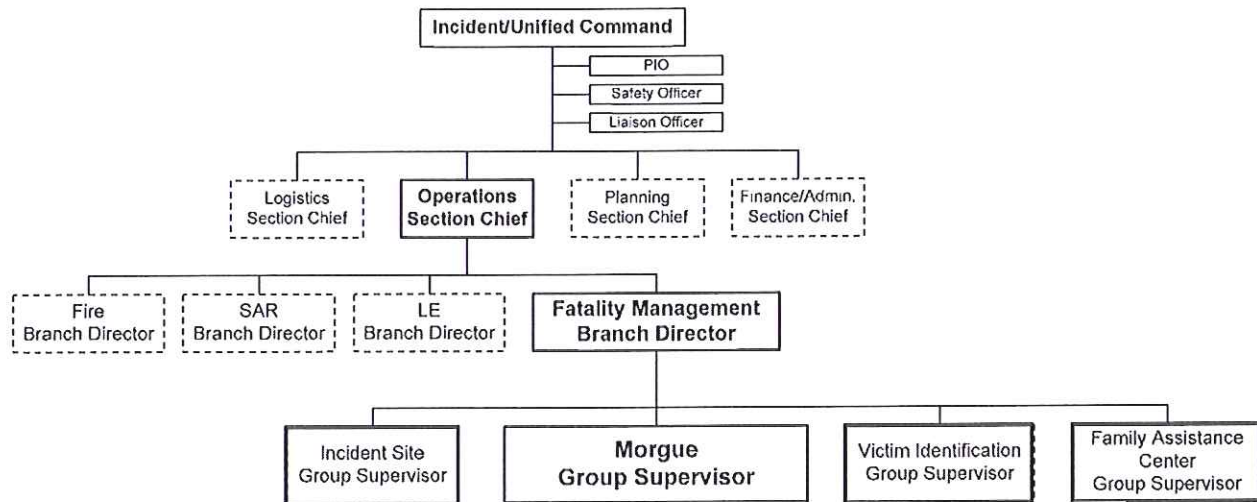 Incident/Unified Command
PIO
Safety Officer
Liaison Officer
Logistics
Section Chief
Operations
Section Chief
Planning
Section Chief
Finance/Admin.
Section Chief
Fire
Branch Director
SAR
Branch Director
LE
Branch Director
Fatality Management
Branch Director
Incident Site
Group Supervisor
Morgue
Group Supervisor
Victim Identification
Group Supervisor
Family Assistance
Center
Group Supervisor